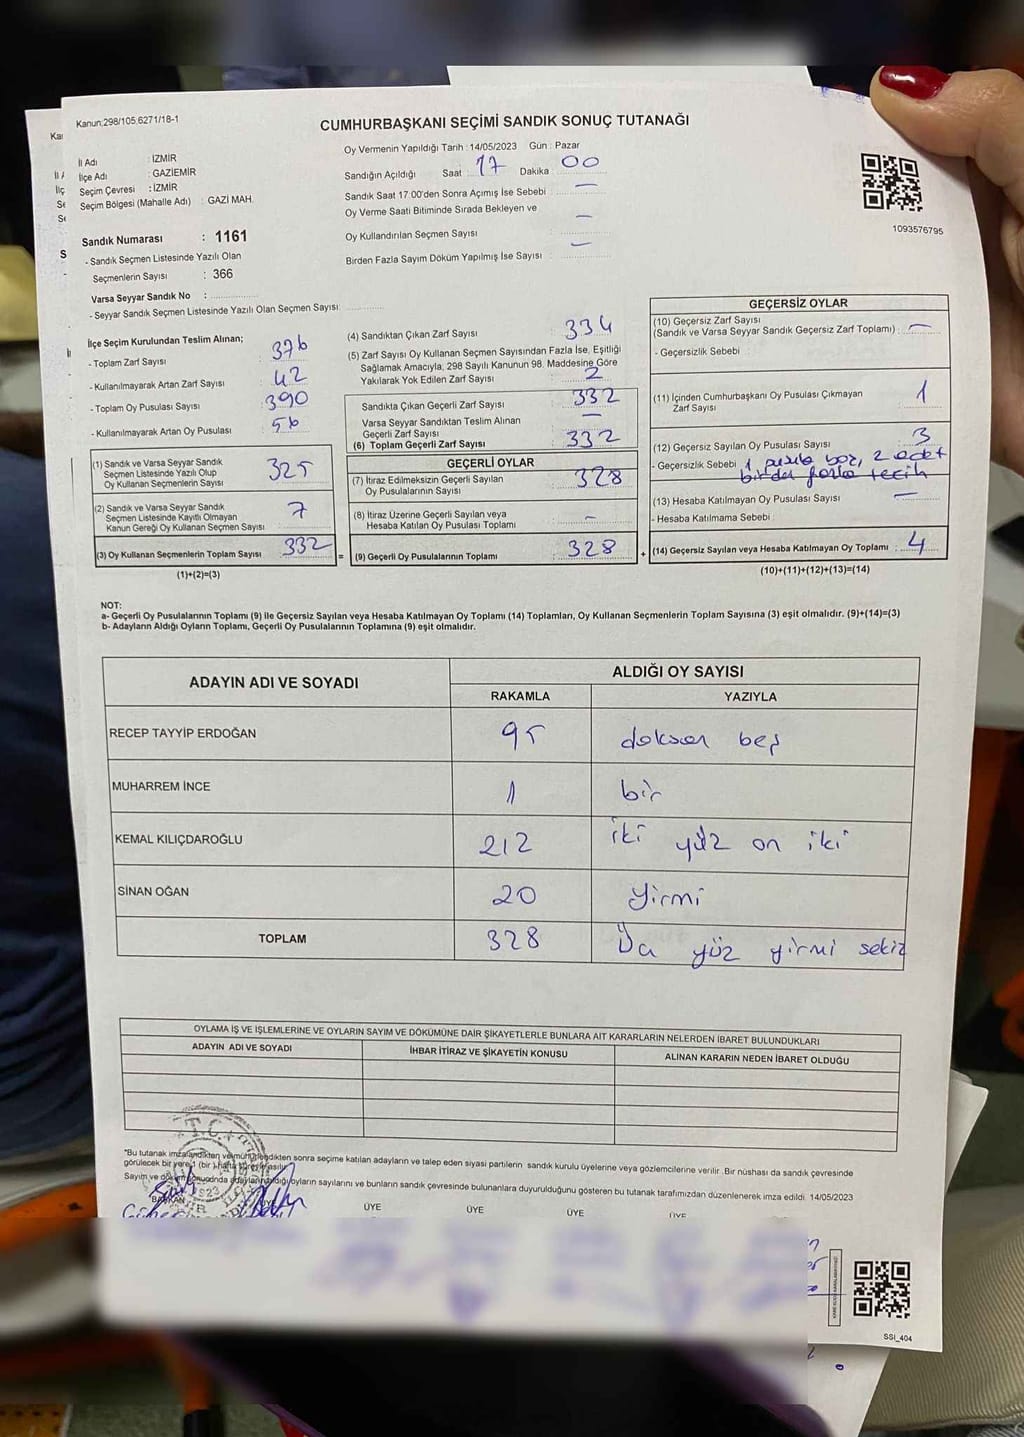 Kanun:298/105;6271/18-1
CUMHURBAŞKANI SEÇİMİ SANDIK SONUÇ TUTANAĞI
İl Adı : İZMİR
İlçe Adı : GAZİEMİR
Seçim Çevresi : İZMİR
Seçim Bölgesi (Mahalle Adı) : GAZİ MAH.
Sandık Numarası : 1161
- Sandık Seçmen Listesinde Yazılı Olan
Seçmenlerin Sayısı : 366
Varsa Seyyar Sandık No :
- Seyyar Sandık Seçmen Listesinde Yazılı Olan Seçmen Sayısı:
Oy Vermenin Yapıldığı Tarih : 14/05/2023 Gün : Pazar
Sandığın Açıldığı Saat 17 Dakika 00
Sandık Saat 17:00'den Sonra Açımış İse Sebebi —
Oy Verme Saati Bitiminde Sırada Bekleyen ve
Oy Kullandırılan Seçmen Sayısı —
Birden Fazla Sayım Döküm Yapılmış İse Sayısı —
1093576795
İlçe Seçim Kurulundan Teslim Alınan;
- Toplam Zarf Sayısı 376
- Kullanılmayarak Artan Zarf Sayısı 42
- Toplam Oy Pusulası Sayısı 390
- Kullanılmayarak Artan Oy Pusulası 56
(1) Sandık ve Varsa Seyyar Sandık
Seçmen Listesinde Yazılı Olup
Oy Kullanan Seçmenlerin Sayısı 325
(2) Sandık ve Varsa Seyyar Sandık
Seçmen Listesinde Kayıtlı Olmayan
Kanun Gereği Oy Kullanan Seçmen Sayısı 7
(3) Oy Kullanan Seçmenlerin Toplam Sayısı 332 =
(1)+(2)=(3)
(4) Sandıktan Çıkan Zarf Sayısı 334
(5) Zarf Sayısı Oy Kullanan Seçmen Sayısından Fazla İse, Eşitliği
Sağlamak Amacıyla; 298 Sayılı Kanunun 98. Maddesine Göre
Yakılarak Yok Edilen Zarf Sayısı 2
Sandıkta Çıkan Geçerli Zarf Sayısı 332
Varsa Seyyar Sandıktan Teslim Alınan
Geçerli Zarf Sayısı —
(6) Toplam Geçerli Zarf Sayısı 332
GEÇERLİ OYLAR
(7) İtiraz Edilmeksizin Geçerli Sayılan
Oy Pusulalarının Sayısı 328
(8) İtiraz Üzerine Geçerli Sayılan veya
Hesaba Katılan Oy Pusulası Toplamı -
(9) Geçerli Oy Pusulalarının Toplamı 328 +
GEÇERSİZ OYLAR
(10) Geçersiz Zarf Sayısı
(Sandık ve Varsa Seyyar Sandık Geçersiz Zarf Toplamı) : —
- Geçersizlik Sebebi
(11) İçinden Cumhurbaşkanı Oy Pusulası Çıkmayan
Zarf Sayısı 1
(12) Geçersiz Sayılan Oy Pusulası Sayısı 3
- Geçersizlik Sebebi 1 pusula boş, 2 adet
birden fazla tercih
(13) Hesaba Katılmayan Oy Pusulası Sayısı —
- Hesaba Katılmama Sebebi
(14) Geçersiz Sayılan veya Hesaba Katılmayan Oy Toplamı : 4
(10)+(11)+(12)+(13)=(14)
NOT:
a- Geçerli Oy Pusulalarının Toplamı (9) ile Geçersiz Sayılan veya Hesaba Katılmayan Oy Toplamı (14) Toplamları, Oy Kullanan Seçmenlerin Toplam Sayısına (3) eşit olmalıdır. (9)+(14)=(3)
b- Adayların Aldığı Oyların Toplamı, Geçerli Oy Pusulalarının Toplamına (9) eşit olmalıdır.
ADAYIN ADI VE SOYADI
ALDIĞI OY SAYISI
RAKAMLA YAZIYLA
RECEP TAYYİP ERDOĞAN 95 doksan beş
MUHARREM İNCE 1 bir
KEMAL KILIÇDAROĞLU 212 iki yüz on iki
SİNAN OĞAN 20 Yirmi
TOPLAM 328 yüz yirmi sekiz
OYLAMA İŞ VE İŞLEMLERİNE VE OYLARIN SAYIM VE DÖKÜMÜNE DAİR ŞİKAYETLERLE BUNLARA AİT KARARLARIN NELERDEN İBARET BULUNDUKLARI
ADAYIN ADI VE SOYADI İHBAR İTİRAZ VE ŞİKAYETİN KONUSU ALINAN KARARIN NEDEN İBARET OLDUĞU
*Bu tutanak imzalandıkten ve mühürlendikten sonra seçime katılan adayların ve talep eden siyasi partilerin sandık kurulu üyelerine veya gözlemcilerine verilir. Bir nüshası da sandık çevresinde
görülecek bir yere 1 (bir ) hafta süreyle asılır.
Sayım ve döküm sonucunda adayların aldığı oyların sayılarını ve bunların sandık çevresinde bulunanlara duyurulduğunu gösteren bu tutanak tarafımızdan düzenlenerek imza edildi. 14/05/2023
T.C.
BAŞKAN ÜYE ÜYE ÜYE ÜYE
SSI_404